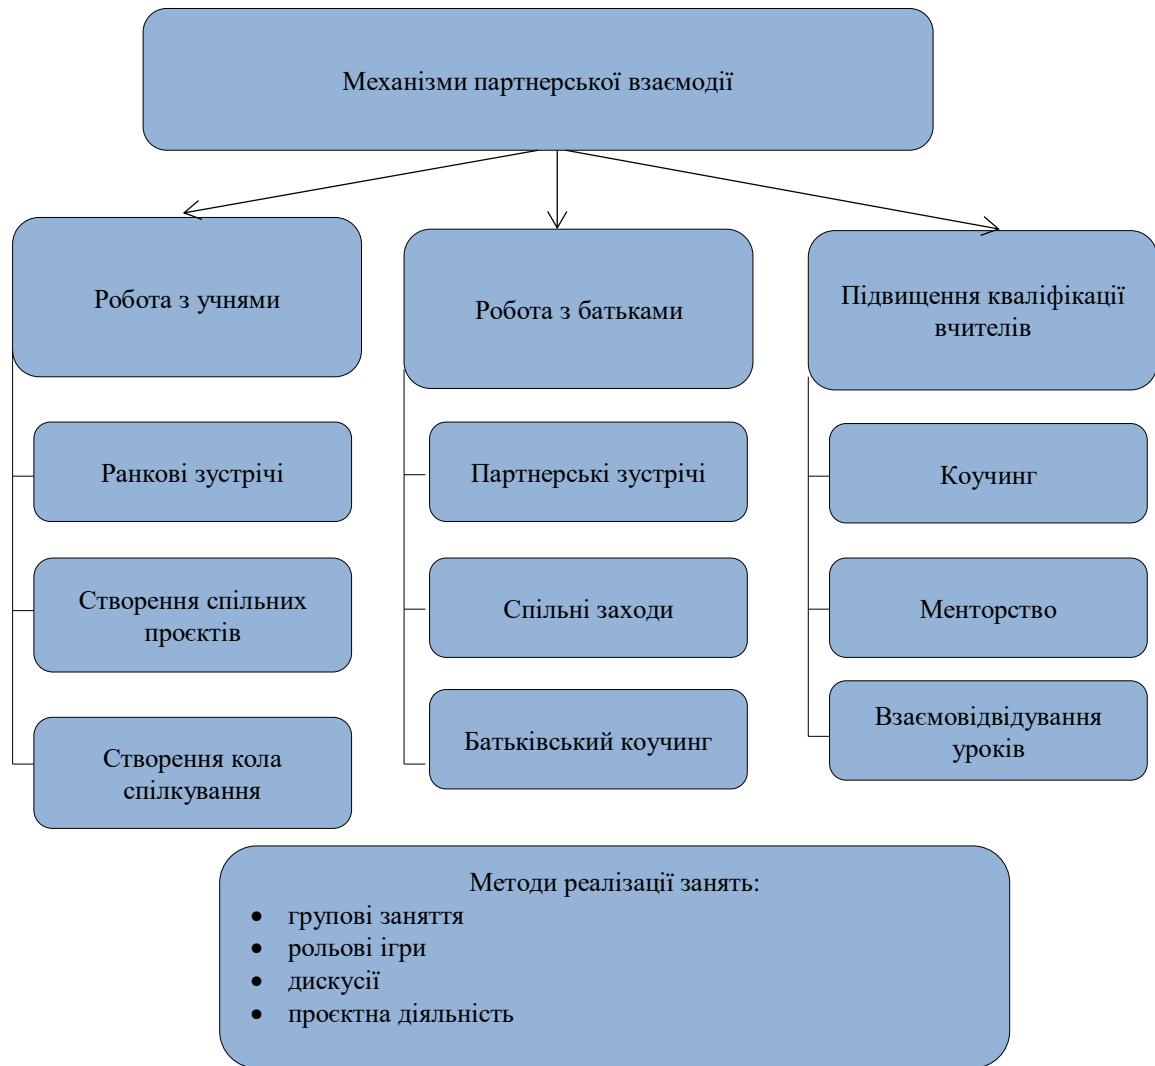 Механізми партнерської взаємодії
Робота з учнями
Робота з батьками
Підвищення кваліфікації
вчителів
Ранкові зустрічі
Партнерські зустрічі
Коучинг
Створення спільних
проєктів
Спільні заходи
Менторство
Створення кола
спілкування
Батьківський коучинг
Взаємовідвідування
уроків
Методи реалізації занять:
• групові заняття
• рольові ігри
• дискусії
• проєктна діяльність